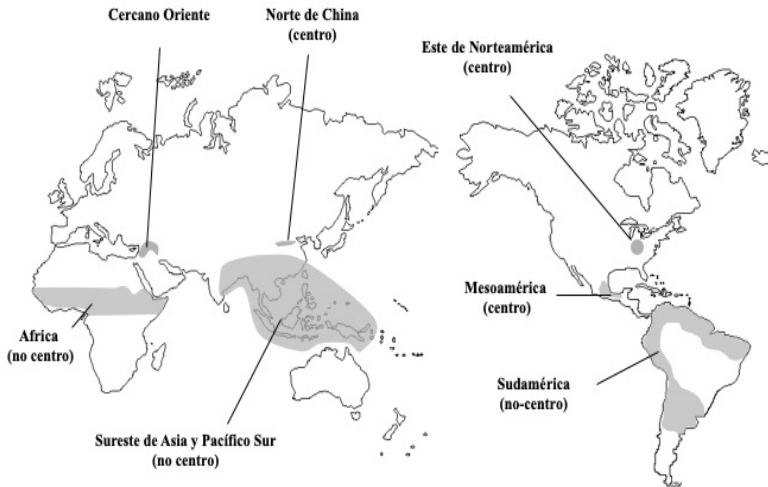 Cercano Oriente
Norte de China
(centro)
Este de Norteamérica
(centro)
Mesoamérica
(centro)
Africa
(no centro)
Sudamérica
(no-centro)
Sureste de Asia y Pacífico Sur
(no centro)